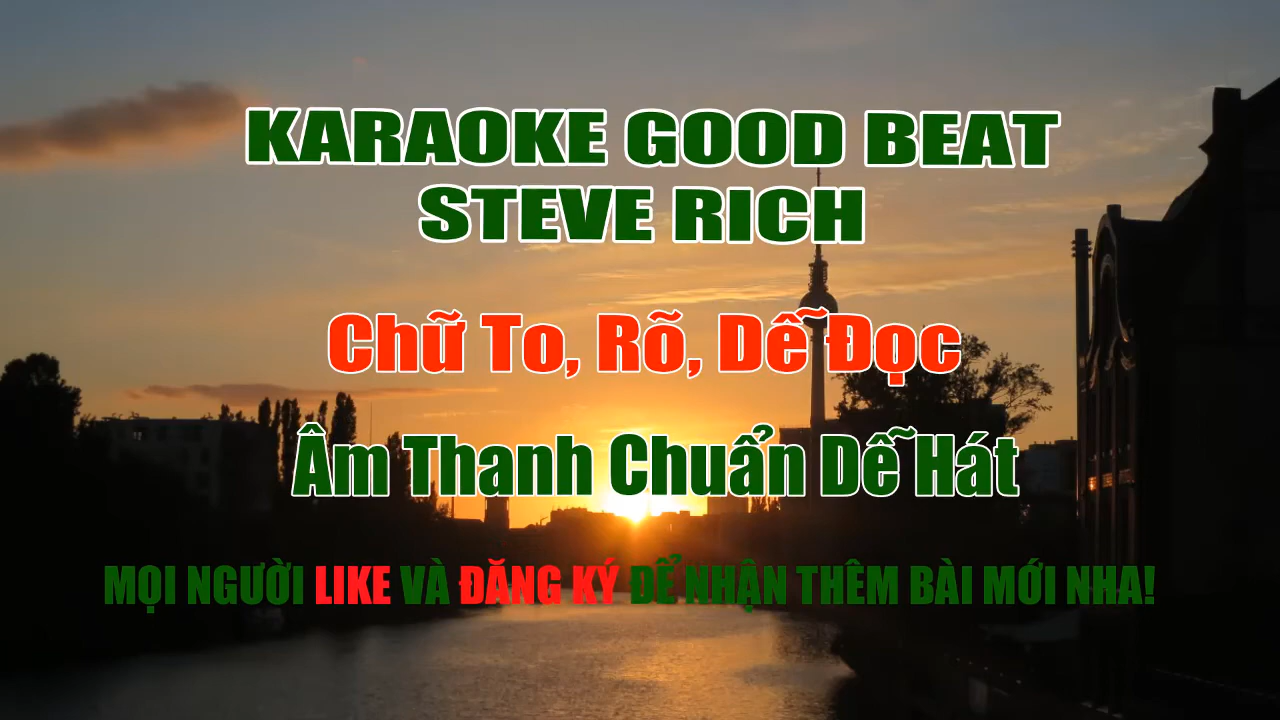 KARAOKE GOOD BEAT
STEVE RICH
Chữ To, Rõ, Dễ Đọc
Âm Thanh Chuẩn Dễ Hát
MỌI NGƯỜI LIKE VÀ ĐĂNG KÝ ĐỂ NHẬN THÊM BÀI MỚI NHA!